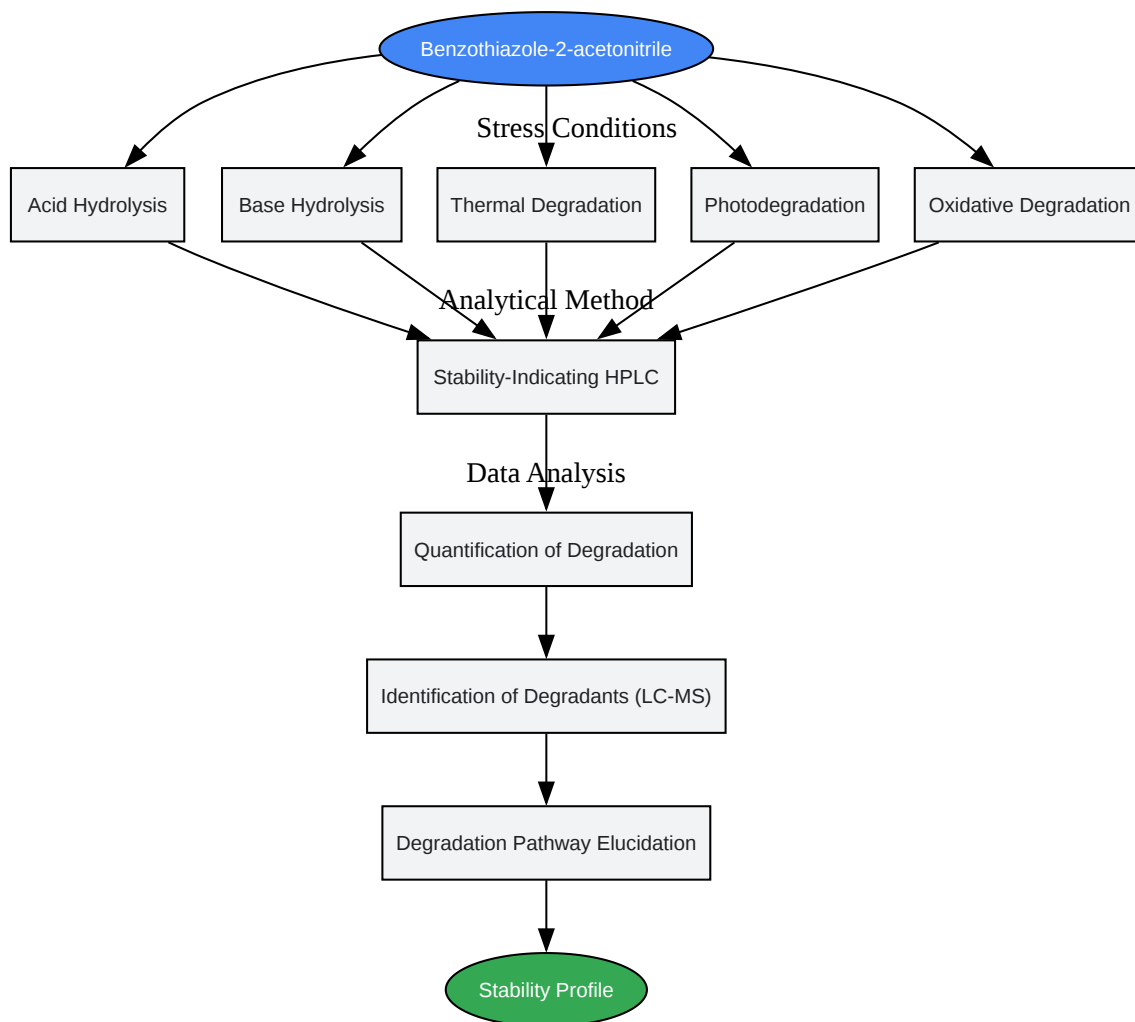 Benzothiazole-2-acetonitrile
Stress Conditions
Acid Hydrolysis
Base Hydrolysis
Thermal Degradation
Photodegradation
Oxidative Degradation
Analytical Method
Stability-Indicating HPLC
Data Analysis
Quantification of Degradation
Identification of Degradants (LC-MS)
Degradation Pathway Elucidation
Stability Profile